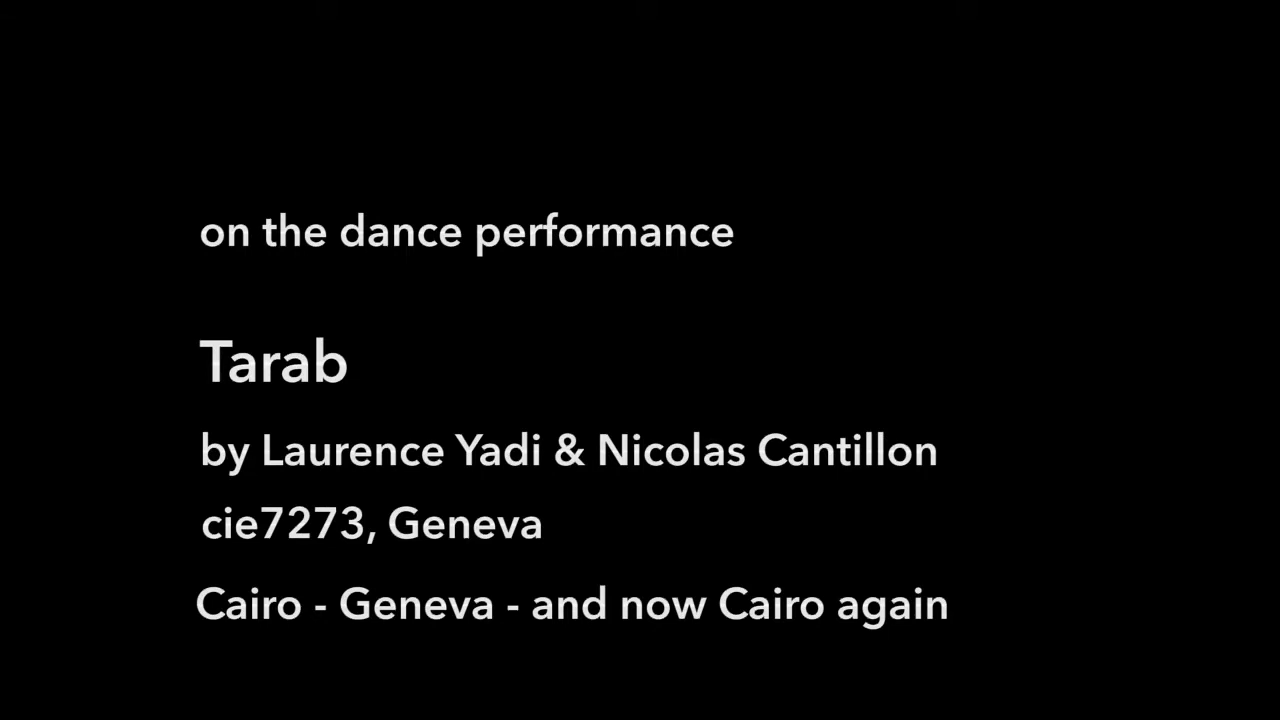 on the dance performance
Tarab
by Laurence Yadi & Nicolas Cantillon
cie7273, Geneva
Cairo - Geneva - and now Cairo again